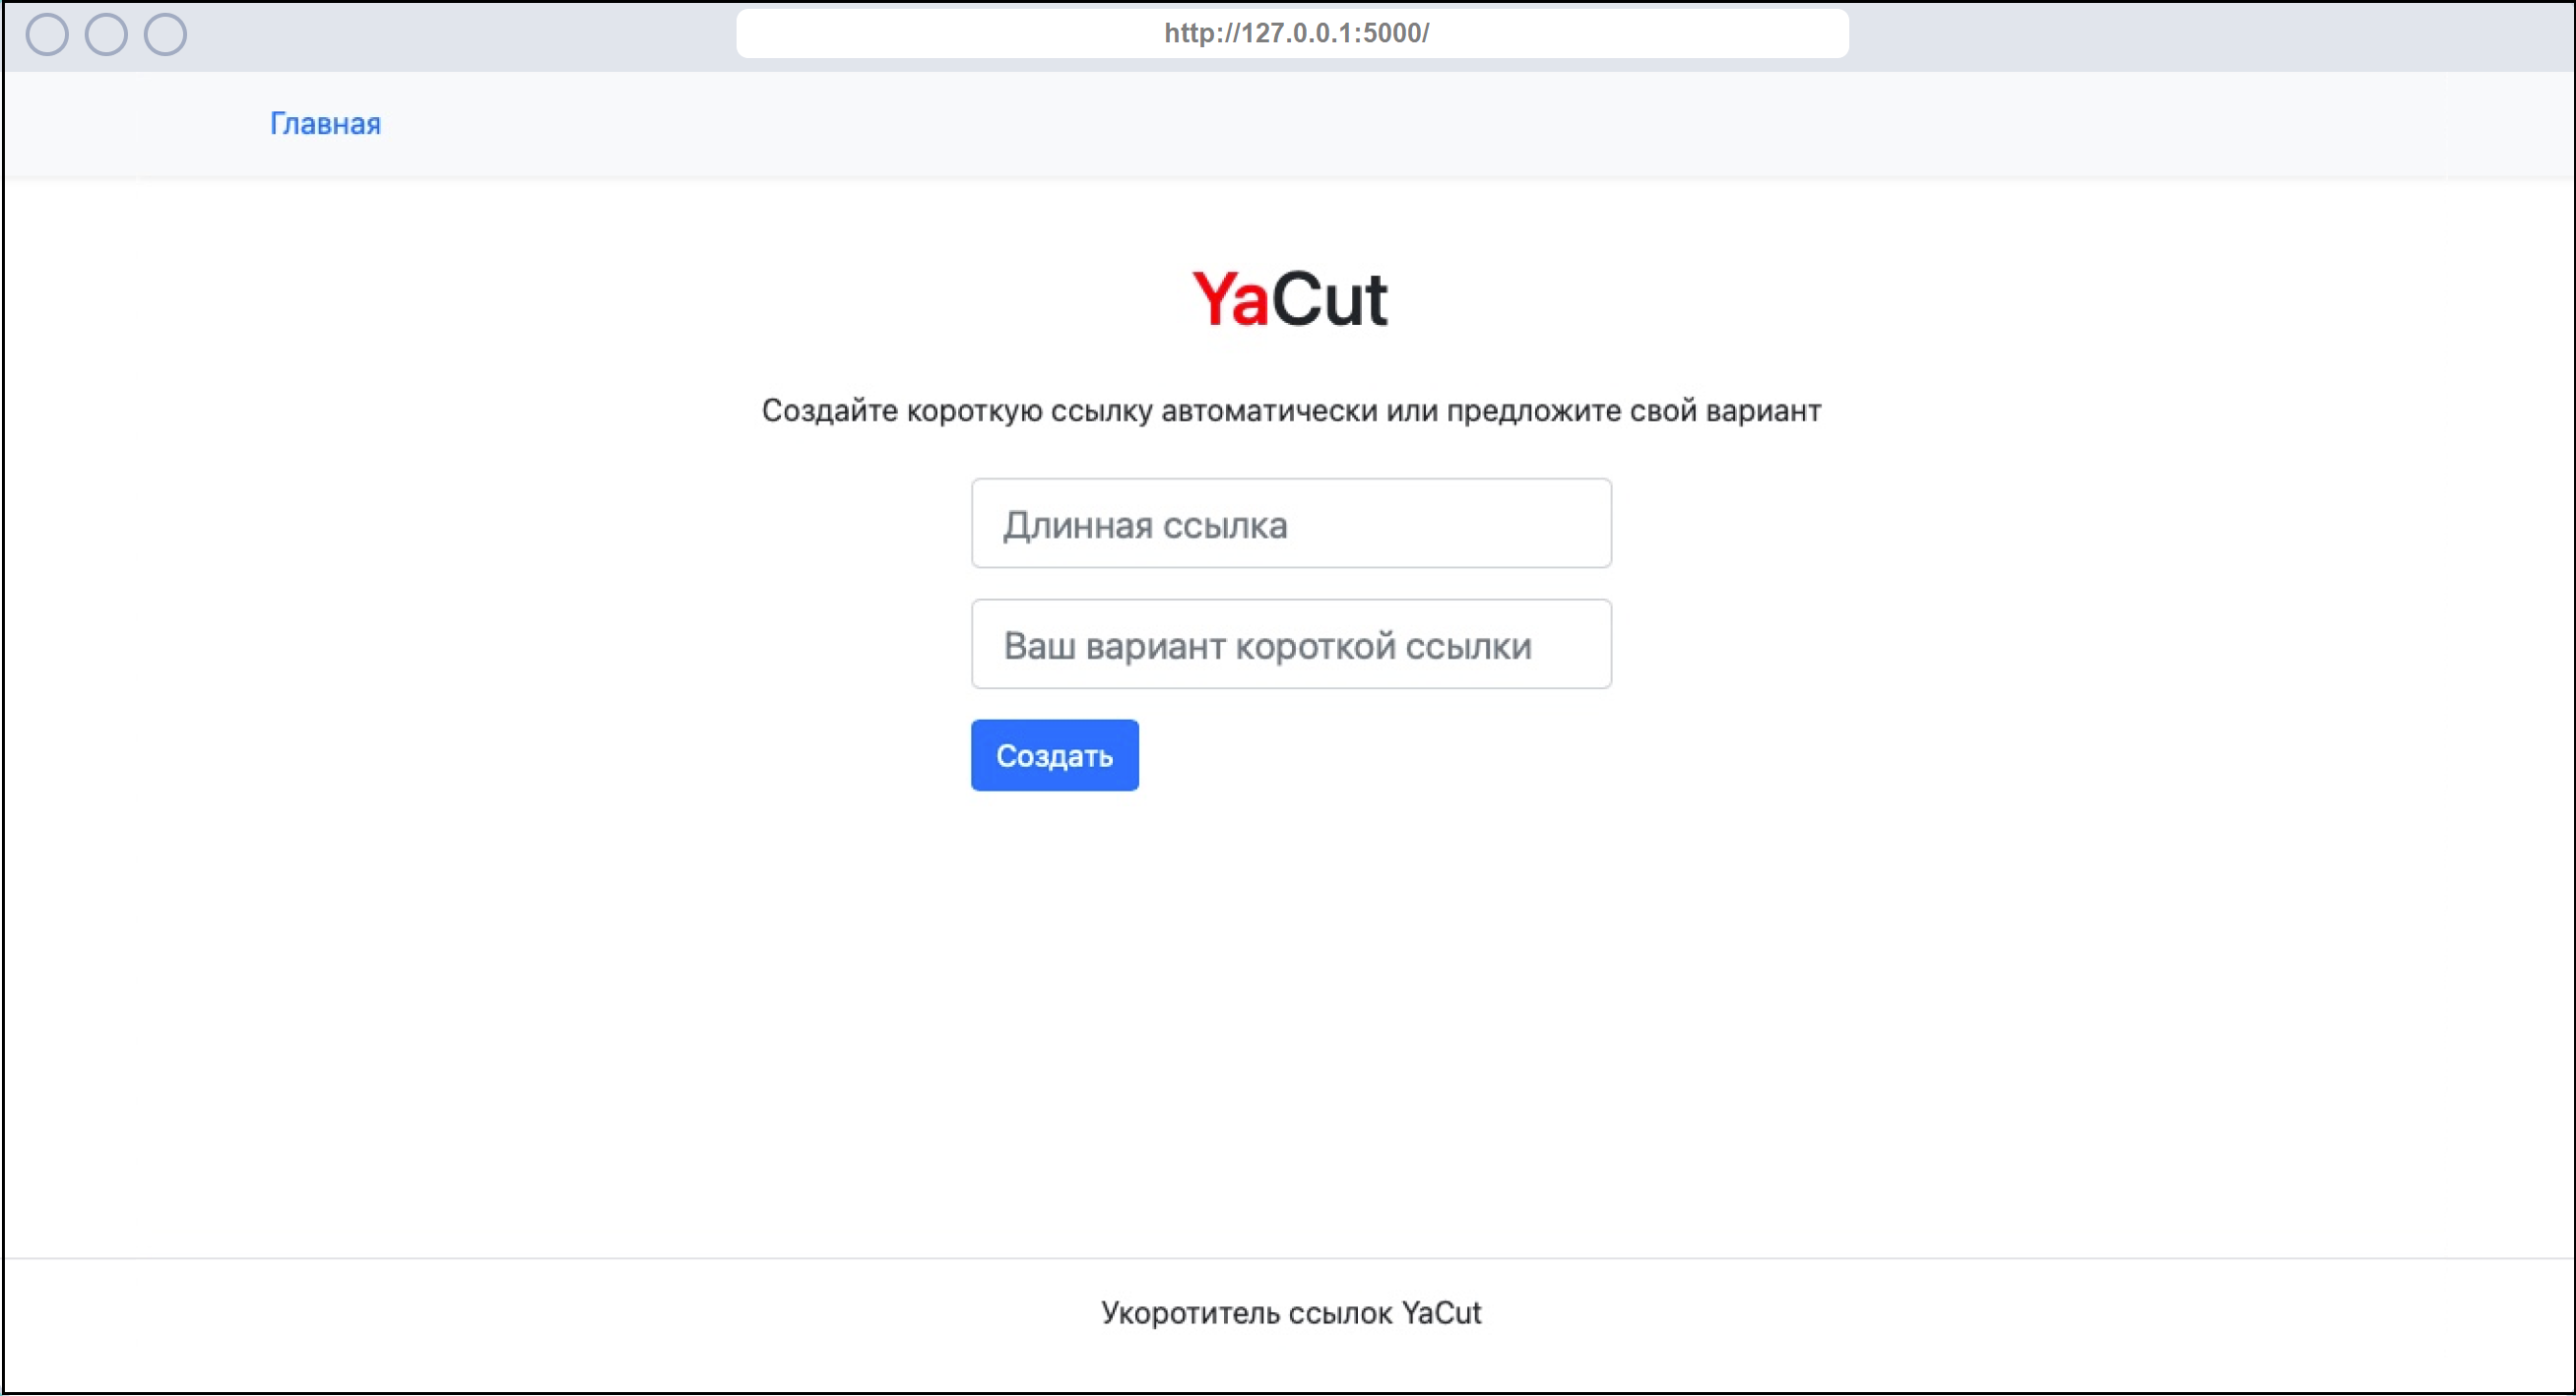 http://127.0.0.1:5000/
Главная
YaCut
Создайте короткую ссылку автоматически или предложите свой вариант
Длинная ссылка
Ваш вариант короткой ссылки
Создать
Укоротитель ссылок YaCut